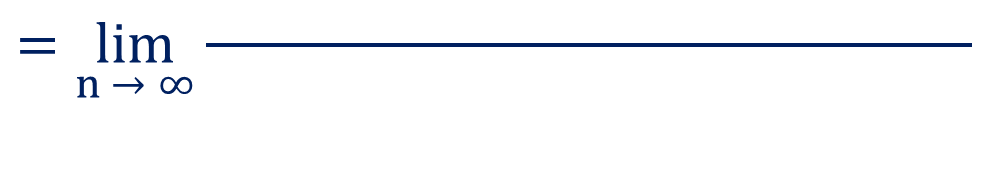 = lim
n → ∞